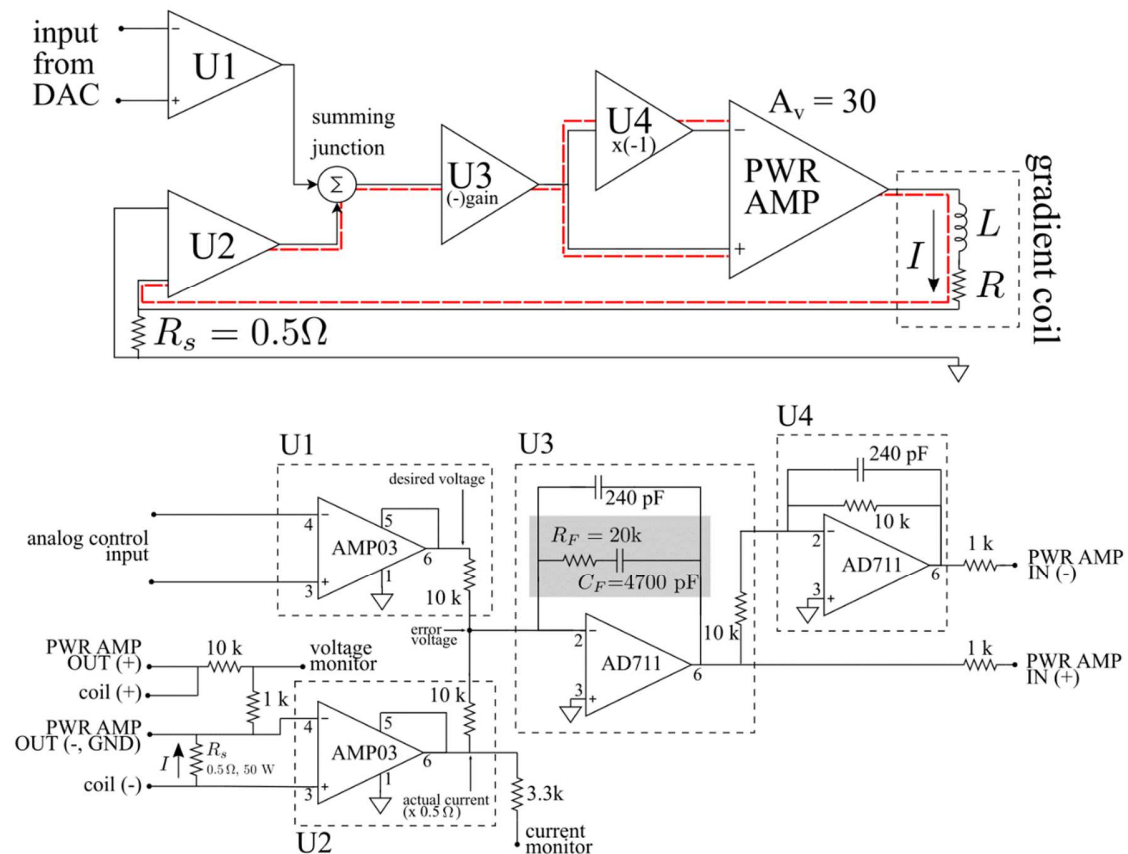 input
from
DAC
−
+
U1
summing
junction
Σ
U2
U3
(-)gain
U4
x(-1)
A_v = 30
−
+
PWR
AMP
I
L
R
gradient coil
R_s = 0.5Ω
U1
desired voltage
analog control
input
4
−
5
AMP03
6
+
3
1
10 k
error
voltage
PWR AMP
OUT (+)
10 k
voltage
monitor
coil (+)
1 k
PWR AMP
OUT (-, GND)
I
R_s
0.5 Ω, 50 W
coil (-)
10 k
4
−
5
AMP03
6
+
3
1
actual current
(x 0.5 Ω)
U2
3.3k
current
monitor
U3
240 pF
R_F = 20k
C_F=4700 pF
−
2
AD711
3
+
6
10 k
U4
240 pF
10 k
−
2
AD711
3
+
6
1 k
PWR AMP
IN (-)
1 k
PWR AMP
IN (+)